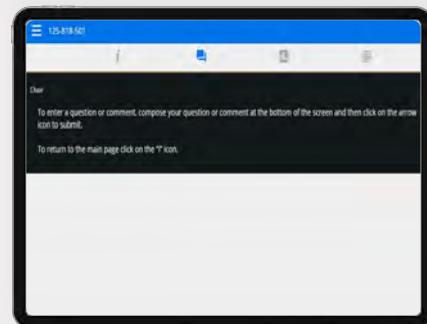 125-818-501
i
Chair
To enter a question or comment, compose your question or comment at the bottom of the screen and then click on the arrow
icon to submit.
To return to the main page click on the "i" icon.